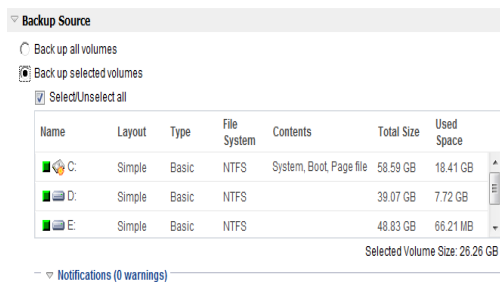 Backup Source
Back up all volumes
Back up selected volumes
Select/Unselect all
Name Layout Type File System Contents Total Size Used Space
C: Simple Basic NTFS System, Boot, Page file 58.59 GB 18.41 GB
D: Simple Basic NTFS 39.07 GB 7.72 GB
E: Simple Basic NTFS 48.83 GB 66.21 MB
Selected Volume Size: 26.26 GB
Notifications (0 warnings)